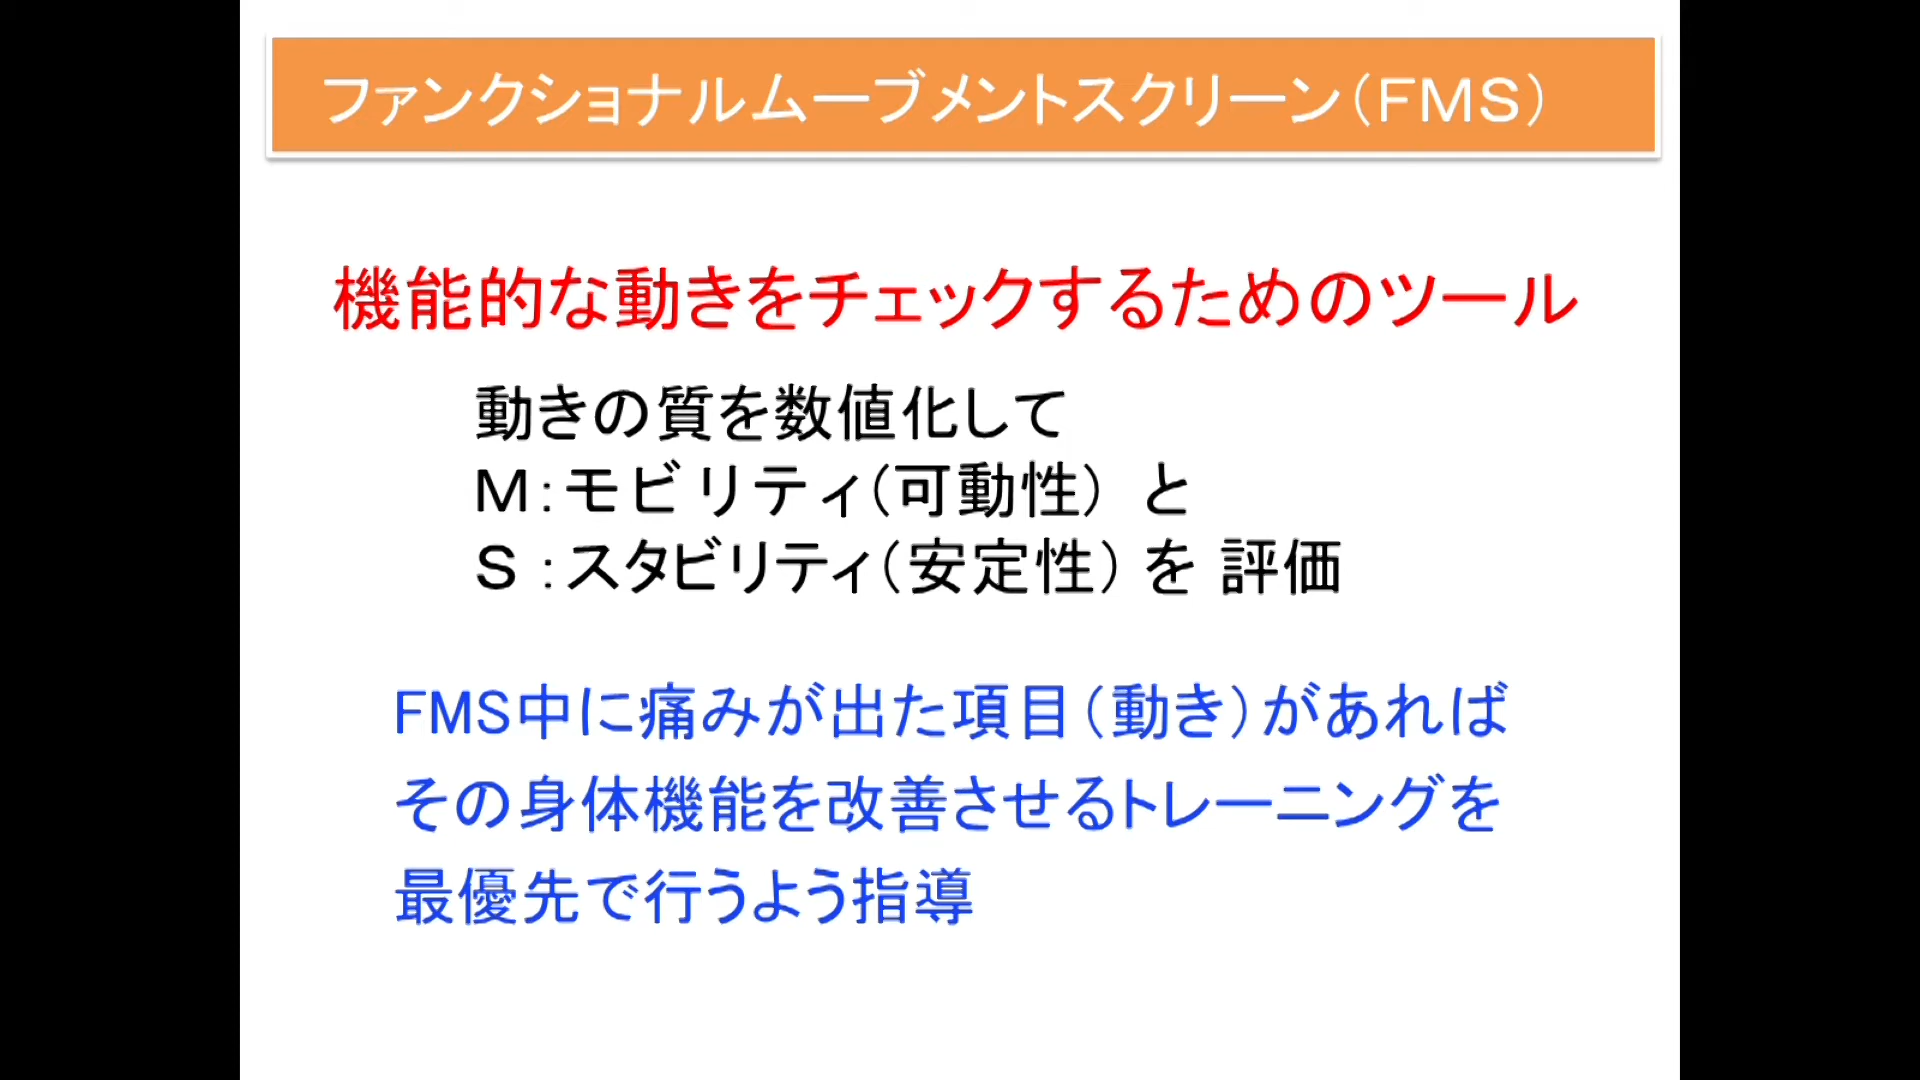 ファンクショナルムーブメントスクリーン（ＦＭＳ）
機能的な動きをチェックするためのツール
動きの質を数値化して
Ｍ：モビリティ（可動性） と
Ｓ：スタビリティ（安定性）を 評価
FMS中に痛みが出た項目（動き）があれば
その身体機能を改善させるトレーニングを
最優先で行うよう指導